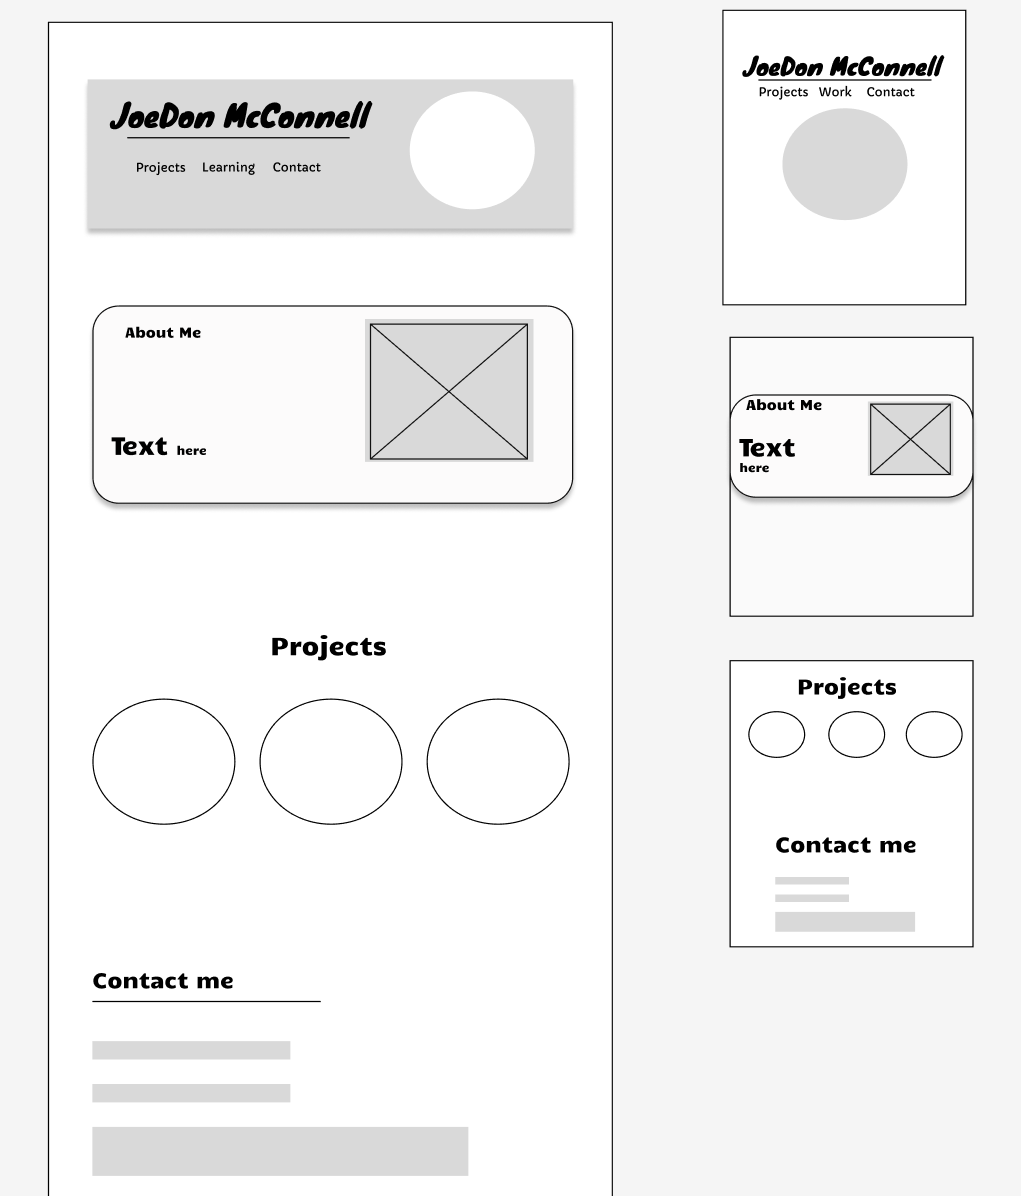 JoeDon McConnell
Projects Learning Contact
About Me
Text here
Projects
Contact me
JoeDon McConnell
Projects Work Contact
About Me
Text
here
Projects
Contact me